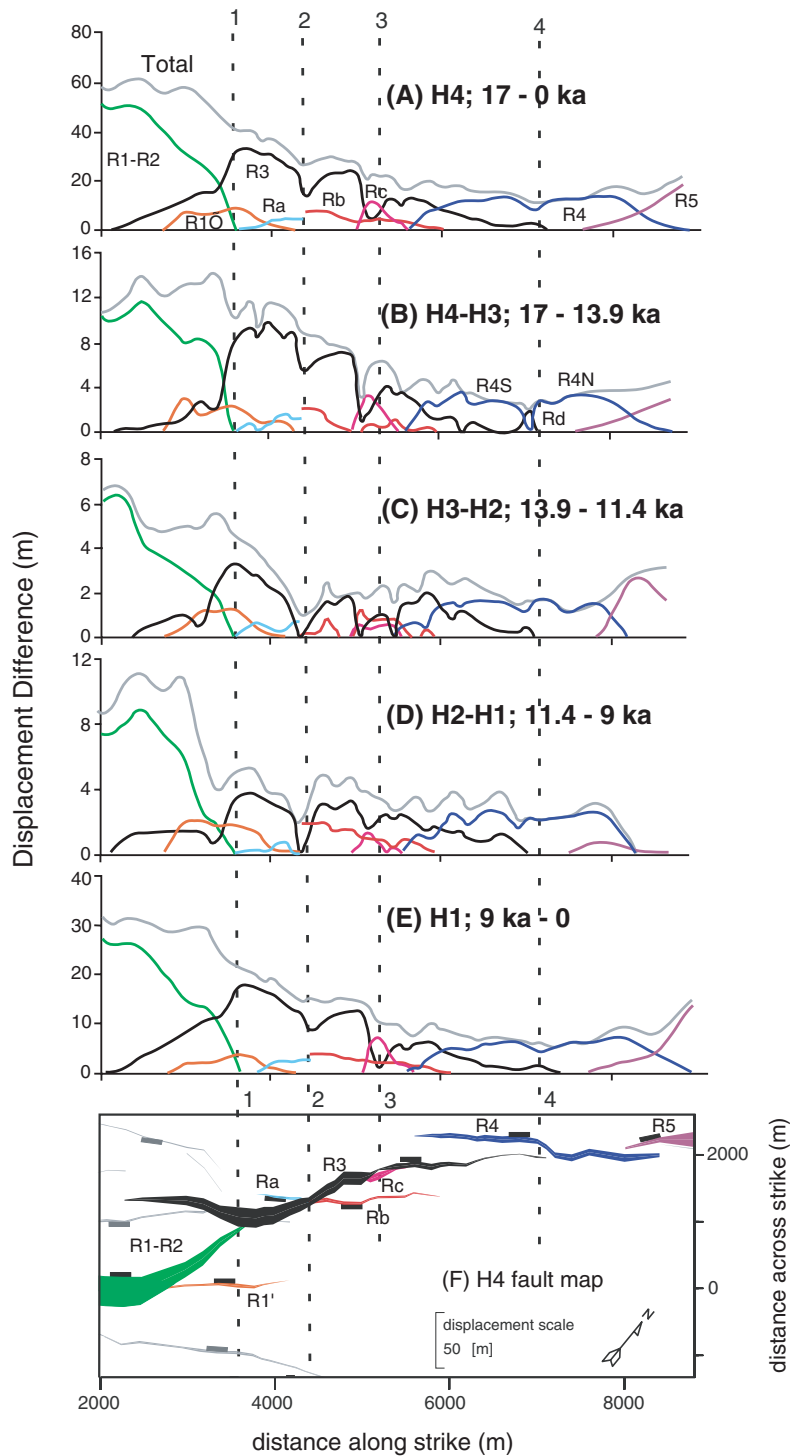 1 2 3 4
80
60
40
20
0
Total
(A) H4; 17 - 0 ka
R1-R2
R3
R1O
Ra
Rb
Rc
R4
R5
16
12
8
4
0
(B) H4-H3; 17 - 13.9 ka
R4S
R4N
Rd
8
6
4
2
0
(C) H3-H2; 13.9 - 11.4 ka
12
8
4
0
(D) H2-H1; 11.4 - 9 ka
40
30
20
10
0
(E) H1; 9 ka - 0
Displacement Difference (m)
1 2 3 4
R4
R5
Ra
R3
Rc
Rb
R1-R2
R1'
(F) H4 fault map
displacement scale
50 [m]
N
2000
0
distance across strike (m)
2000 4000 6000 8000
distance along strike (m)